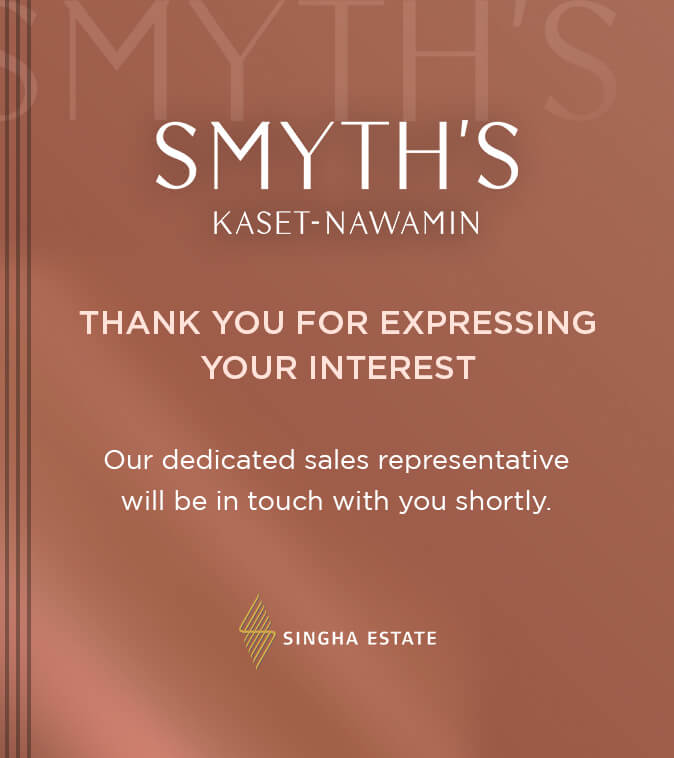 SMYTH'S
SMYTH'S
KASET-NAWAMIN
THANK YOU FOR EXPRESSING
YOUR INTEREST
Our dedicated sales representative
will be in touch with you shortly.
SINGHA ESTATE